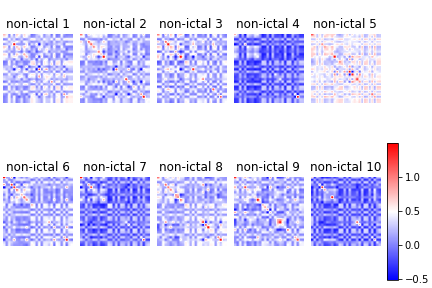 non-ictal 1
non-ictal 2
non-ictal 3
non-ictal 4
non-ictal 5
non-ictal 6
non-ictal 7
non-ictal 8
non-ictal 9
non-ictal 10
1.0
0.5
0.0
−0.5